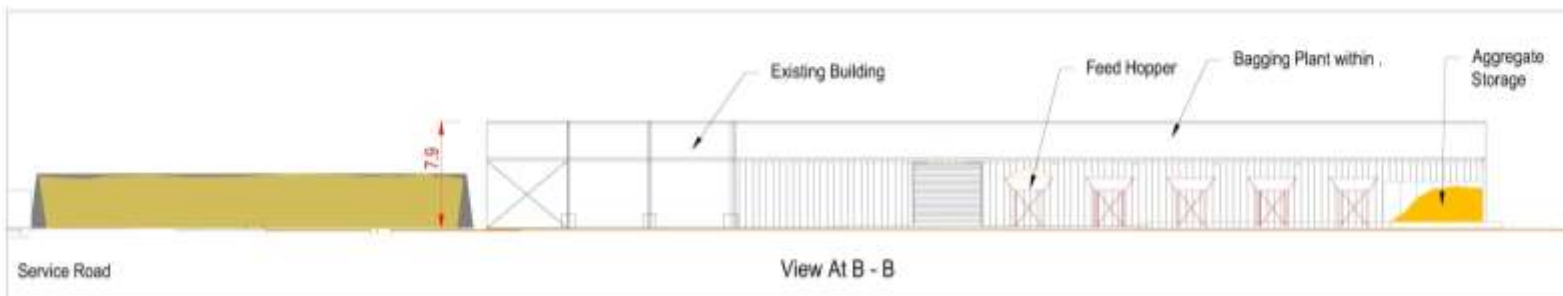 Existing Building
Feed Hopper
Bagging Plant within .
Aggregate
Storage
7.9
Service Road
View At B - B